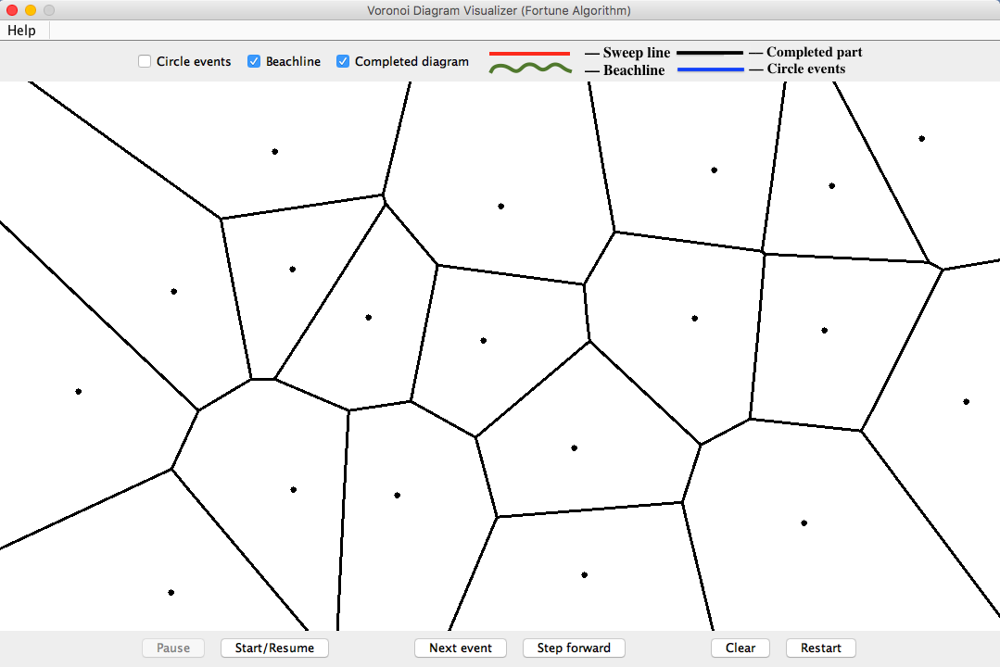 Voronoi Diagram Visualizer (Fortune Algorithm)
Help
Circle events
Beachline
Completed diagram
— Sweep line
— Completed part
— Beachline
— Circle events
Pause
Start/Resume
Next event
Step forward
Clear
Restart